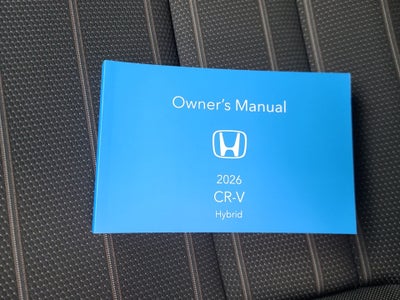 Owner's Manual
2026
CR-V
Hybrid